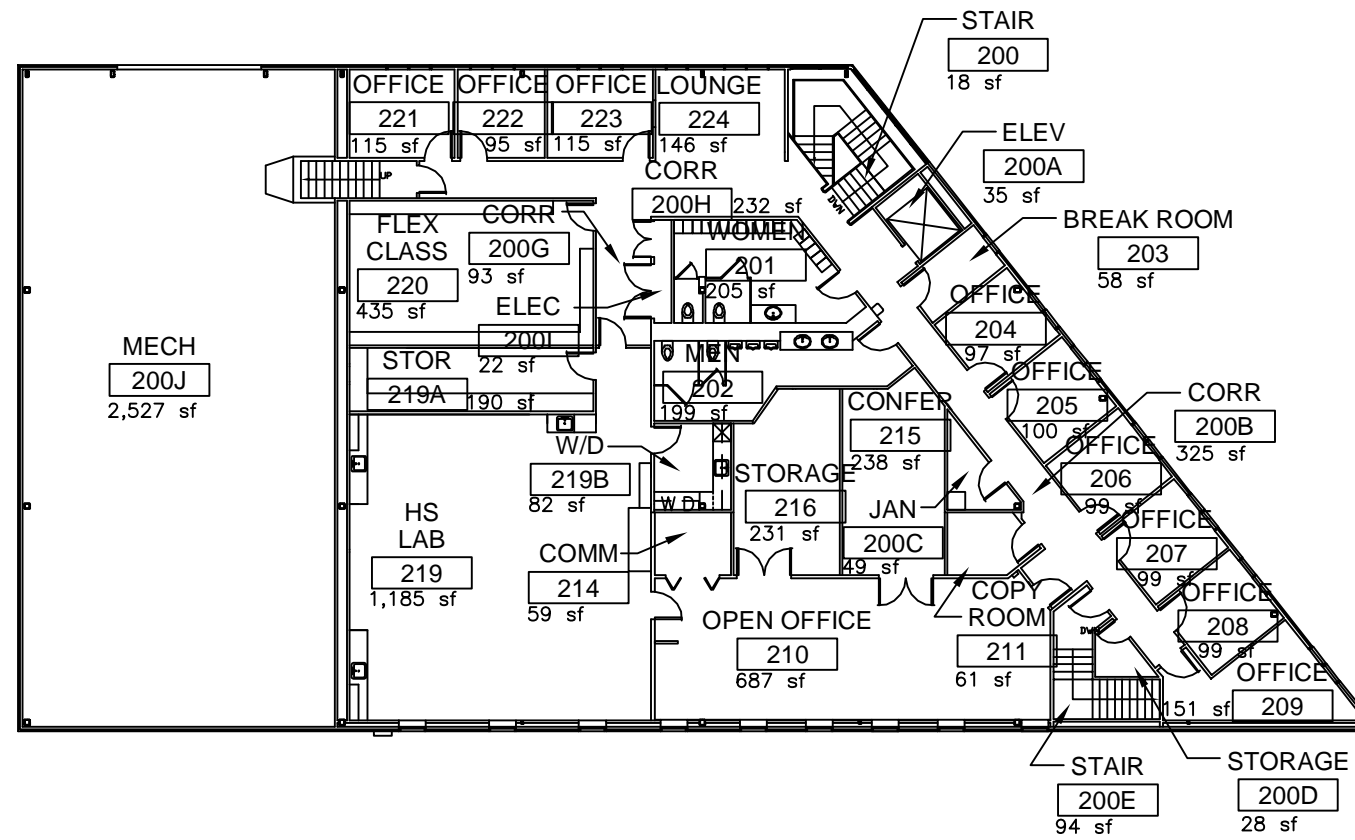 STAIR
200
18 sf
ELEV
200A
35 sf
BREAK ROOM
203
58 sf
OFFICE
221
115 sf
OFFICE
222
95 sf
OFFICE
223
115 sf
LOUNGE
224
146 sf
UP
DWN
CORR
200H
232 sf
CORR
200G
93 sf
FLEX
CLASS
220
435 sf
WOMEN
201
205 sf
ELEC
200I
22 sf
OFFICE
204
97 sf
MECH
200J
2,527 sf
STOR
219A
190 sf
MEN
202
199 sf
OFFICE
205
100 sf
CORR
200B
325 sf
CONFER
215
238 sf
W/D
219B
82 sf
W D
STORAGE
216
231 sf
OFFICE
206
99 sf
JAN
200C
49 sf
HS
LAB
219
1,185 sf
COMM
214
59 sf
OFFICE
207
99 sf
COPY
ROOM
211
61 sf
OPEN OFFICE
210
687 sf
OFFICE
208
99 sf
DWN
OFFICE
209
151 sf
STAIR
200E
94 sf
STORAGE
200D
28 sf